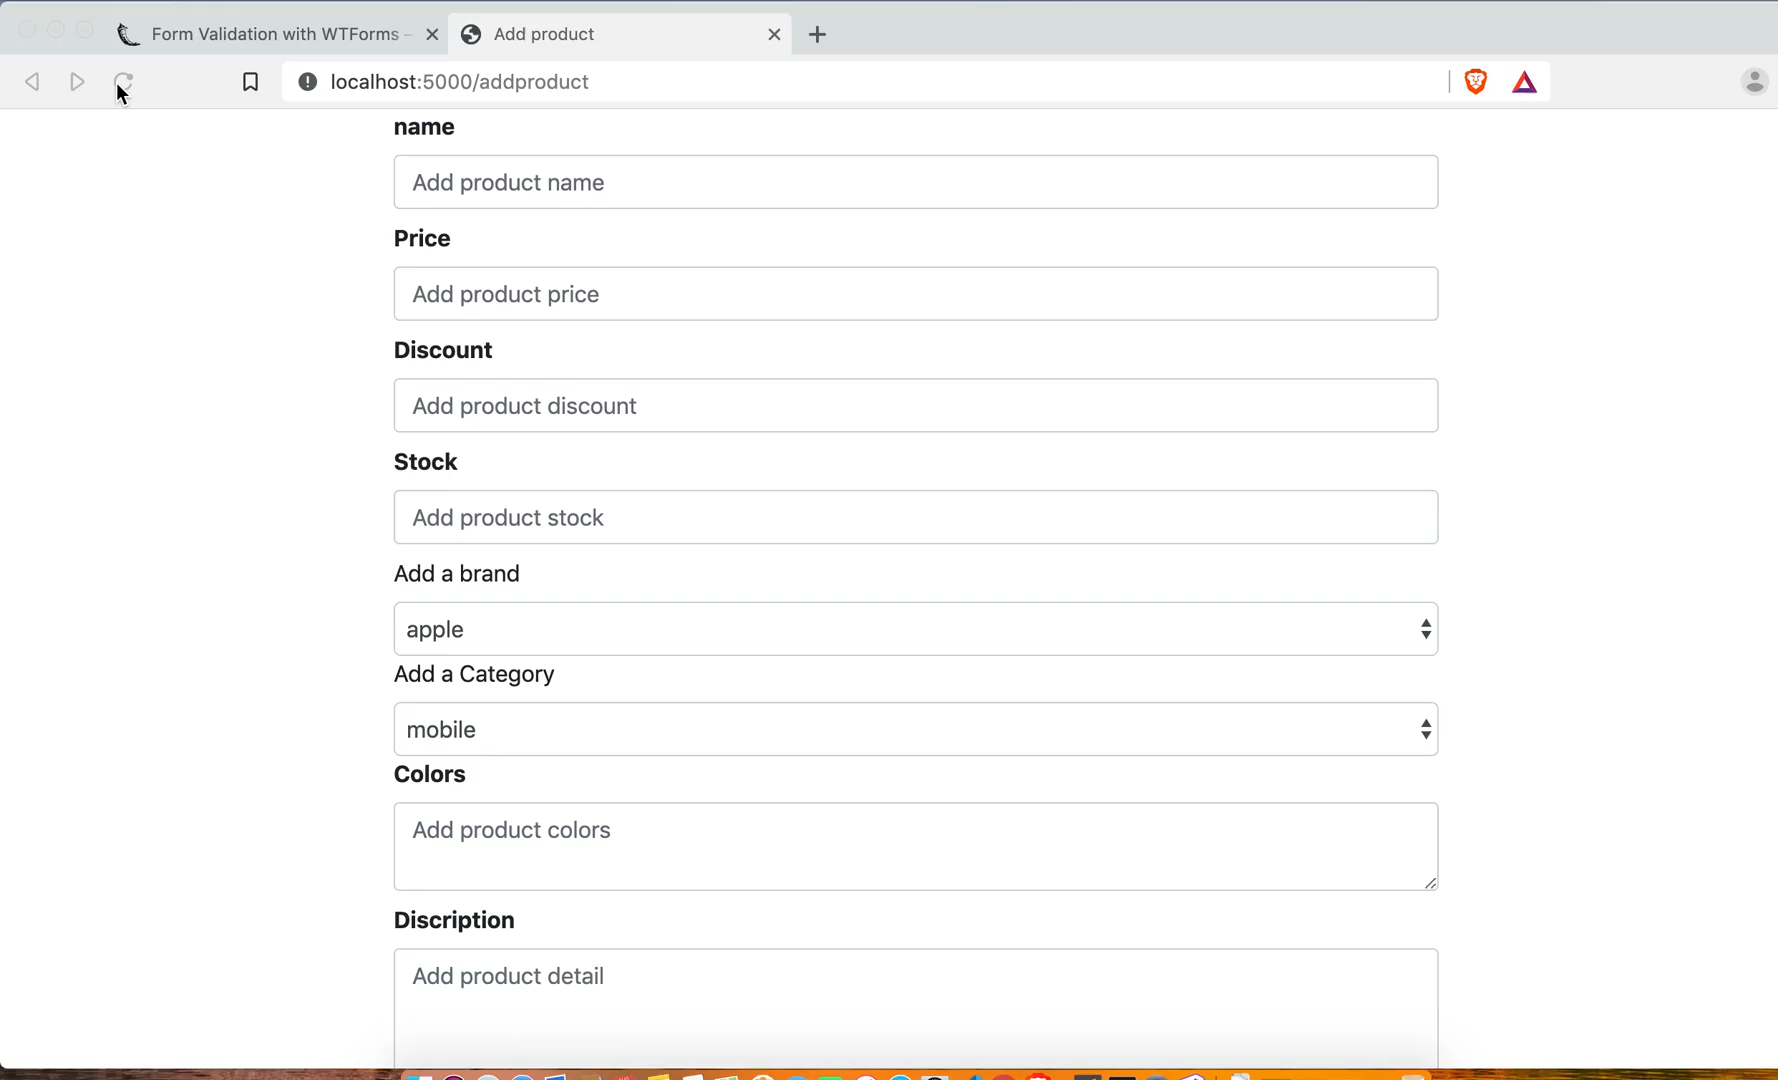 Form Validation with WTForms –
Add product
localhost:5000/addproduct
name
Add product name
Price
Add product price
Discount
Add product discount
Stock
Add product stock
Add a brand
apple
Add a Category
mobile
Colors
Add product colors
Discription
Add product detail